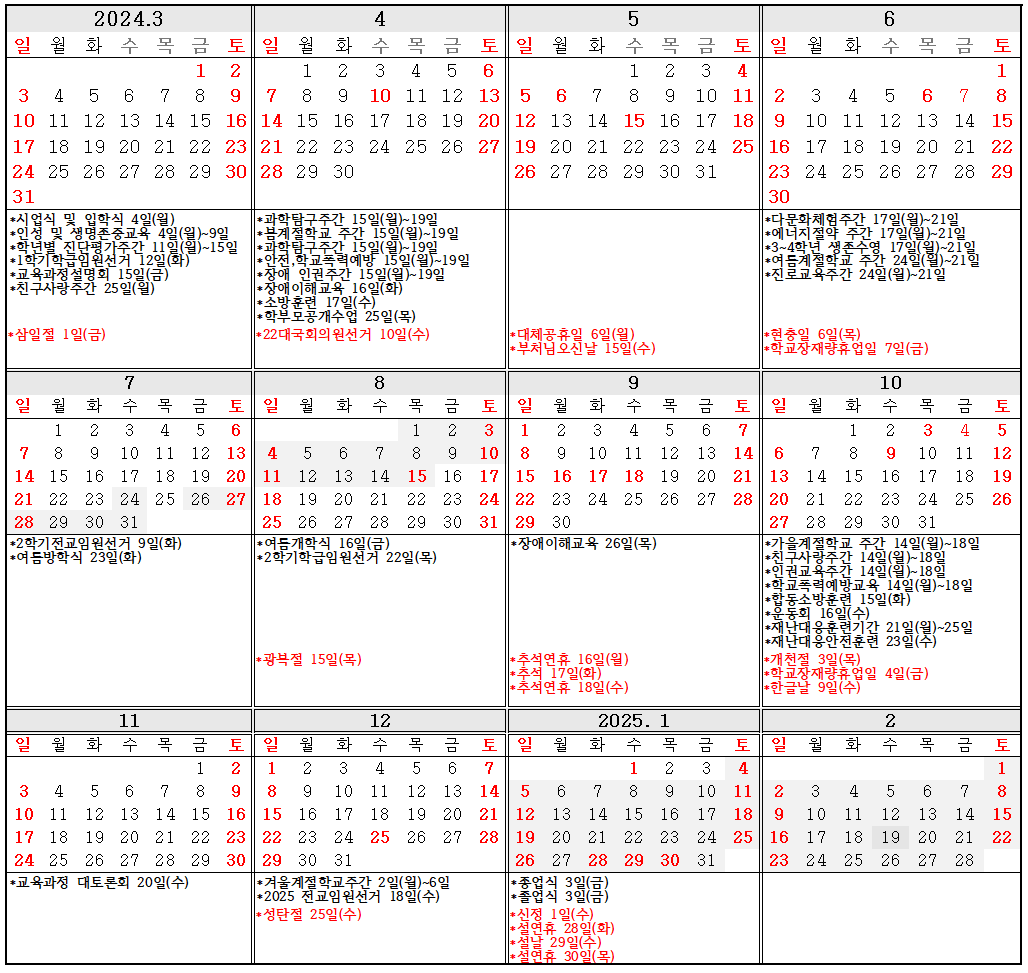 2024.3 4 5 6
일 월 화 수 목 금 토 일 월 화 수 목 금 토 일 월 화 수 목 금 토 일 월 화 수 목 금 토
1 2 1 2 3 4 5 6 1 2 3 4 1
3 4 5 6 7 8 9 7 8 9 10 11 12 13 5 6 7 8 9 10 11 2 3 4 5 6 7 8
10 11 12 13 14 15 16 14 15 16 17 18 19 20 12 13 14 15 16 17 18 9 10 11 12 13 14 15
17 18 19 20 21 22 23 21 22 23 24 25 26 27 19 20 21 22 23 24 25 16 17 18 19 20 21 22
24 25 26 27 28 29 30 28 29 30 26 27 28 29 30 31 23 24 25 26 27 28 29
31 30
*시업식 및 입학식 4일(월)
*인성 및 생명존중교육 4일(월)~9일
*학년별 진단평가주간 11일(월)~15일
*1학기학급임원선거 12일(화)
*교육과정설명회 15일(금)
*친구사랑주간 25일(월)
*삼일절 1일(금)
*과학탐구주간 15일(월)~19일
*봄계절학교 주간 15일(월)~19일
*과학탐구주간 15일(월)~19일
*안전,학교폭력예방 15일(월)~19일
*장애 인권주간 15일(월)~19일
*장애이해교육 16일(화)
*소방훈련 17일(수)
*학부모공개수업 25일(목)
*22대국회의원선거 10일(수)
*대체공휴일 6일(월)
*부처님오신날 15일(수)
*다문화체험주간 17일(월)~21일
*에너지절약 주간 17일(월)~21일
*3~4학년 생존수영 17일(월)~21일
*여름계절학교 주간 24일(월)~21일
*진로교육주간 24일(월)~21일
*현충일 6일(목)
*학교장재량휴업일 7일(금)
7 8 9 10
일 월 화 수 목 금 토 일 월 화 수 목 금 토 일 월 화 수 목 금 토 일 월 화 수 목 금 토
1 2 3 4 5 6 1 2 3 1 2 3 4 5 6 7 1 2 3 4 5
7 8 9 10 11 12 13 4 5 6 7 8 9 10 8 9 10 11 12 13 14 6 7 8 9 10 11 12
14 15 16 17 18 19 20 11 12 13 14 15 16 17 15 16 17 18 19 20 21 13 14 15 16 17 18 19
21 22 23 24 25 26 27 18 19 20 21 22 23 24 22 23 24 25 26 27 28 20 21 22 23 24 25 26
28 29 30 31 25 26 27 28 29 30 31 29 30 27 28 29 30 31
*2학기전교임원선거 9일(화)
*여름방학식 23일(화)
*여름개학식 16일(금)
*2학기학급임원선거 22일(목)
*광복절 15일(목)
*장애이해교육 26일(목)
*추석연휴 16일(월)
*추석 17일(화)
*추석연휴 18일(수)
*가을계절학교 주간 14일(월)~18일
*친구사랑주간 14일(월)~18일
*인권교육주간 14일(월)~18일
*학교폭력예방교육 14일(월)~18일
*합동소방훈련 15일(화)
*운동회 16일(수)
*재난대응훈련기간 21일(월)~25일
*재난대응안전훈련 23일(수)
*개천절 3일(목)
*학교장재량휴업일 4일(금)
*한글날 9일(수)
11 12 2025. 1 2
일 월 화 수 목 금 토 일 월 화 수 목 금 토 일 월 화 수 목 금 토 일 월 화 수 목 금 토
1 2 1 2 3 4 5 6 7 1 2 3 4 1
3 4 5 6 7 8 9 8 9 10 11 12 13 14 5 6 7 8 9 10 11 2 3 4 5 6 7 8
10 11 12 13 14 15 16 15 16 17 18 19 20 21 12 13 14 15 16 17 18 9 10 11 12 13 14 15
17 18 19 20 21 22 23 22 23 24 25 26 27 28 19 20 21 22 23 24 25 16 17 18 19 20 21 22
24 25 26 27 28 29 30 29 30 31 26 27 28 29 30 31 23 24 25 26 27 28
*교육과정 대토론회 20일(수)
*겨울계절학교주간 2일(월)~6일
*2025 전교임원선거 18일(수)
*성탄절 25일(수)
*종업식 3일(금)
*졸업식 3일(금)
*신정 1일(수)
*설연휴 28일(화)
*설날 29일(수)
*설연휴 30일(목)